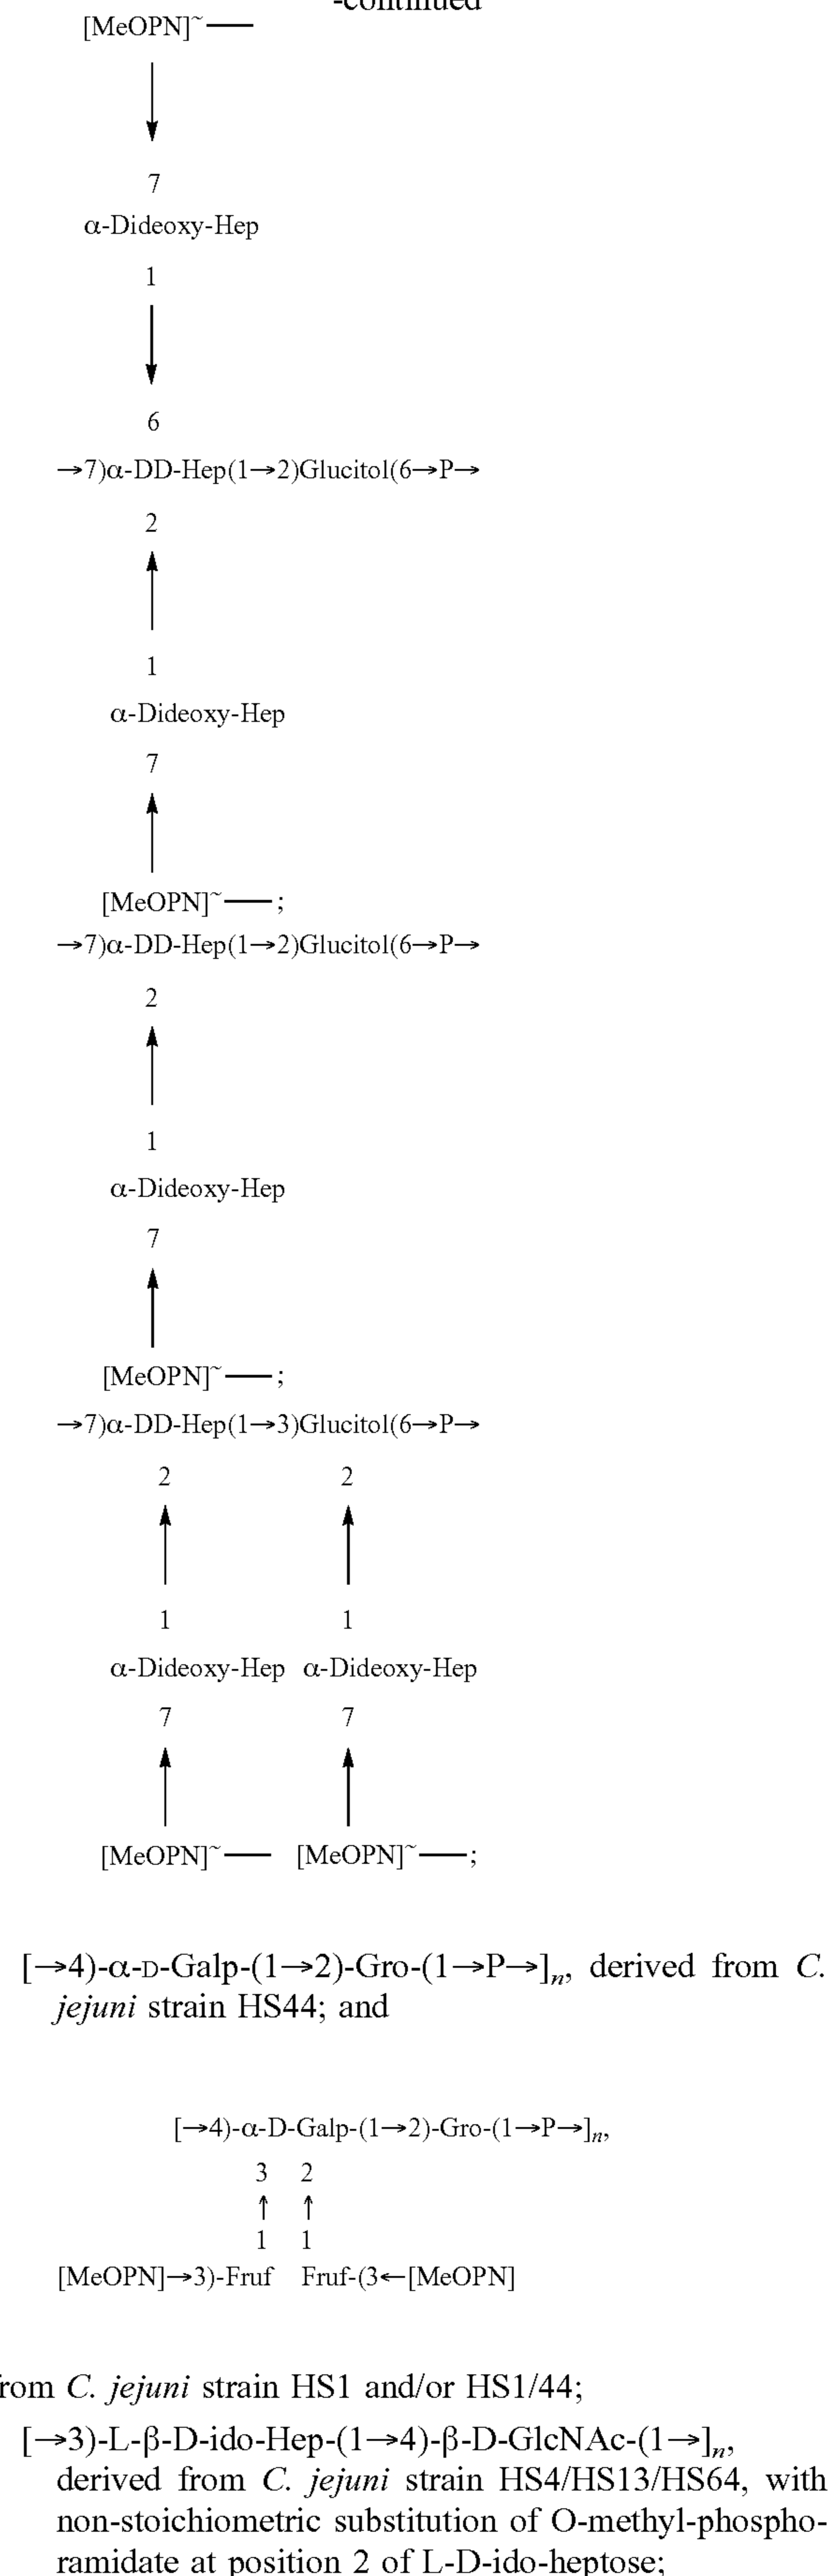 -continued
[MeOPN]~
7
α-Dideoxy-Hep
1
6
→7)α-DD-Hep(1→2)Glucitol(6→P→
2
1
α-Dideoxy-Hep
7
[MeOPN]~—;
→7)α-DD-Hep(1→2)Glucitol(6→P→
2
1
α-Dideoxy-Hep
7
[MeOPN]~—;
→7)α-DD-Hep(1→3)Glucitol(6→P→
2 2
1 1
α-Dideoxy-Hep α-Dideoxy-Hep
7 7
[MeOPN]~— [MeOPN]~—;
[→4)-α-D-Galp-(1→2)-Gro-(1→P→]n, derived from C.
jejuni strain HS44; and
[→4)-α-D-Galp-(1→2)-Gro-(1→P→]n,
3 2
↑ ↑
1 1
[MeOPN]→3)-Fruf Fruf-(3←[MeOPN]
from C. jejuni strain HS1 and/or HS1/44;
[→3)-L-β-D-ido-Hep-(1→4)-β-D-GlcNAc-(1→]n,
derived from C. jejuni strain HS4/HS13/HS64, with
non-stoichiometric substitution of O-methyl-phospho-
ramidate at position 2 of L-D-ido-heptose;